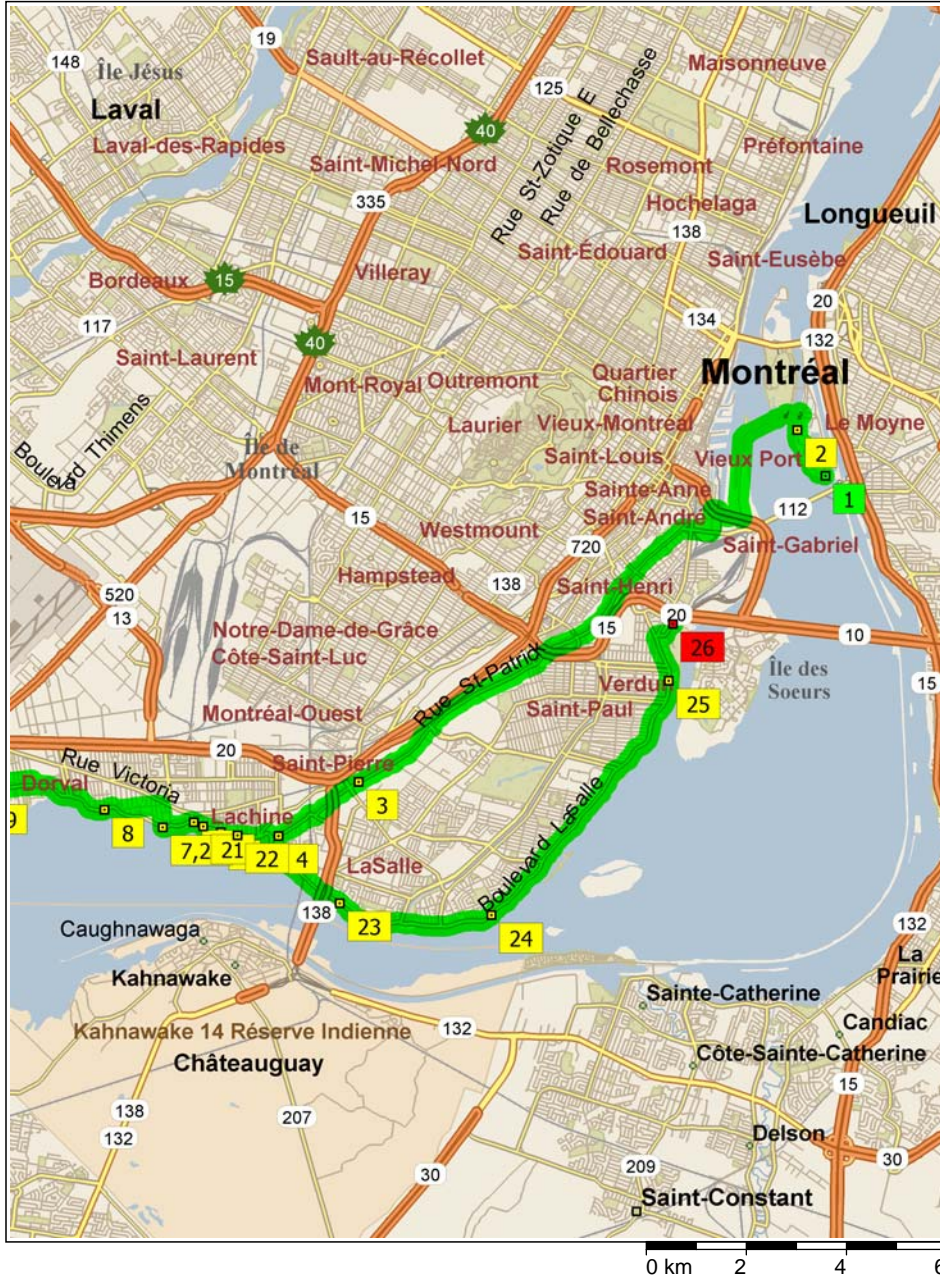 19
Sault-au-Récollet
Maisonneuve
148
Île Jésus
125
Laval
40
Rue St-Zotique E
Rue de Bellechasse
Préfontaine
Laval-des-Rapides
Saint-Michel-Nord
Rosemont
335
Hochelaga
Longueuil
138
Saint-Édouard
Saint-Eusèbe
Villeray
Bordeaux
15
20
117
134
132
40
Saint-Laurent
Montréal
Mont-Royal
Outremont
Quartier
Chinois
Boulevard Thimens
Laurier
Vieux-Montréal
Le Moyne
Île de
Montréal
Saint-Louis
Vieux Port
2
1
Sainte-Anne
15
Saint-André
112
Westmount
720
Saint-Gabriel
Hampstead
138
Saint-Henri
520
13
20
Notre-Dame-de-Grâce
15
10
Côte-Saint-Luc
26
Île des
Soeurs
Rue St-Patrick
Verdun
15
25
Montréal-Ouest
Saint-Paul
20
Rue Victoria
Saint-Pierre
Dorval
3
9
8
Lachine
7,2
21
22
4
Boulevard LaSalle
LaSalle
138
23
24
Caughnawaga
132
La
Prairie
Kahnawake
Sainte-Catherine
Kahnawake 14 Réserve Indienne
132
Candiac
Châteauguay
Côte-Sainte-Catherine
15
138
132
207
Delson
30
30
209
Saint-Constant
0 km 2 4 6